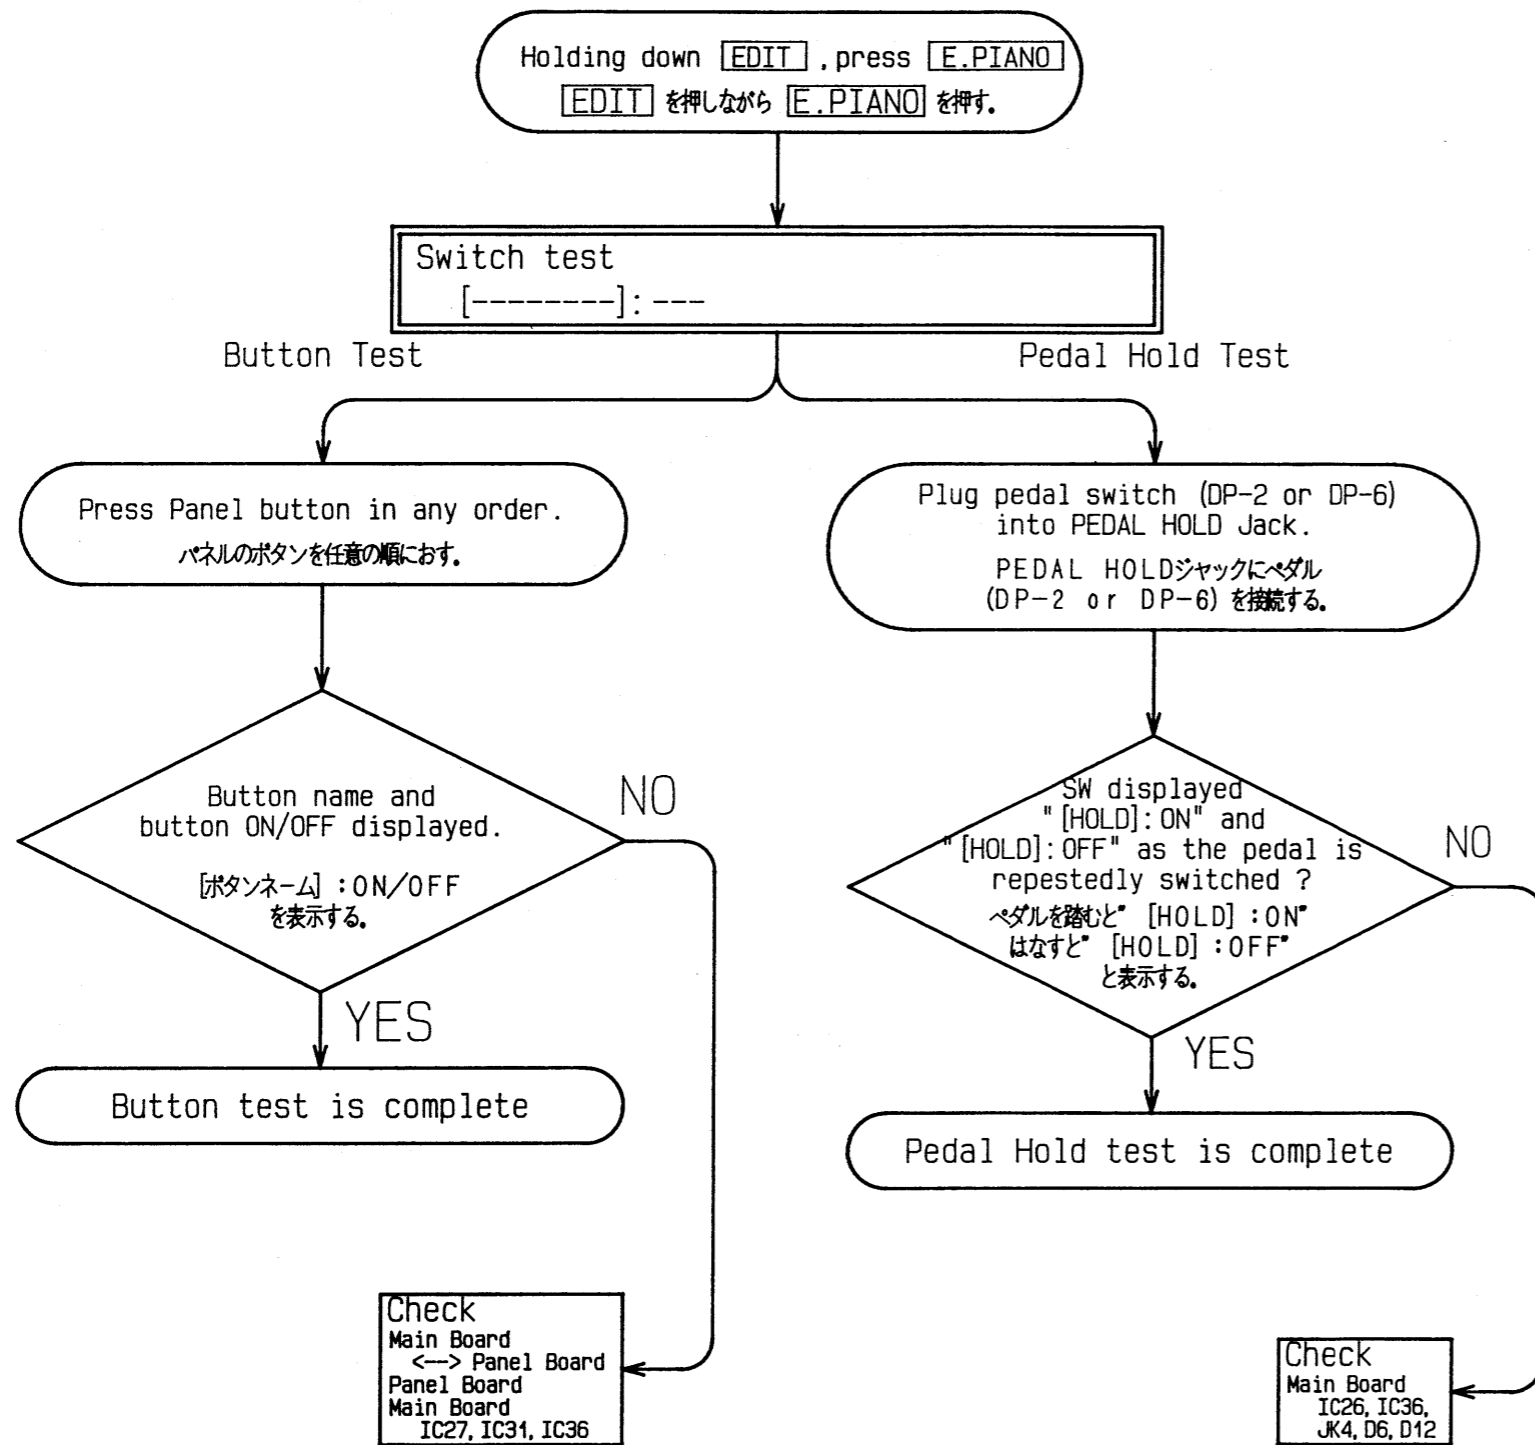 Holding down EDIT , press E.PIANO
EDIT を押しながら E.PIANO を押す。
Switch test
[--------]: ---
Button Test
Pedal Hold Test
Press Panel button in any order.
パネルのボタンを任意の順におす。
Plug pedal switch (DP-2 or DP-6)
into PEDAL HOLD Jack.
PEDAL HOLDジャックにペダル
(DP-2 or DP-6) を接続する。
Button name and
button ON/OFF displayed.
[ボタンネーム] :ON/OFF
を表示する。
NO
YES
Button test is complete
SW displayed
"[HOLD]:ON" and
"[HOLD]:OFF" as the pedal is
repestedly switched ?
ペダルを踏むと" [HOLD] :ON"
はなすと" [HOLD] :OFF"
と表示する。
NO
YES
Pedal Hold test is complete
Check
Main Board
<--> Panel Board
Panel Board
Main Board
IC27, IC31, IC36
Check
Main Board
IC26, IC36,
JK4, D6, D12